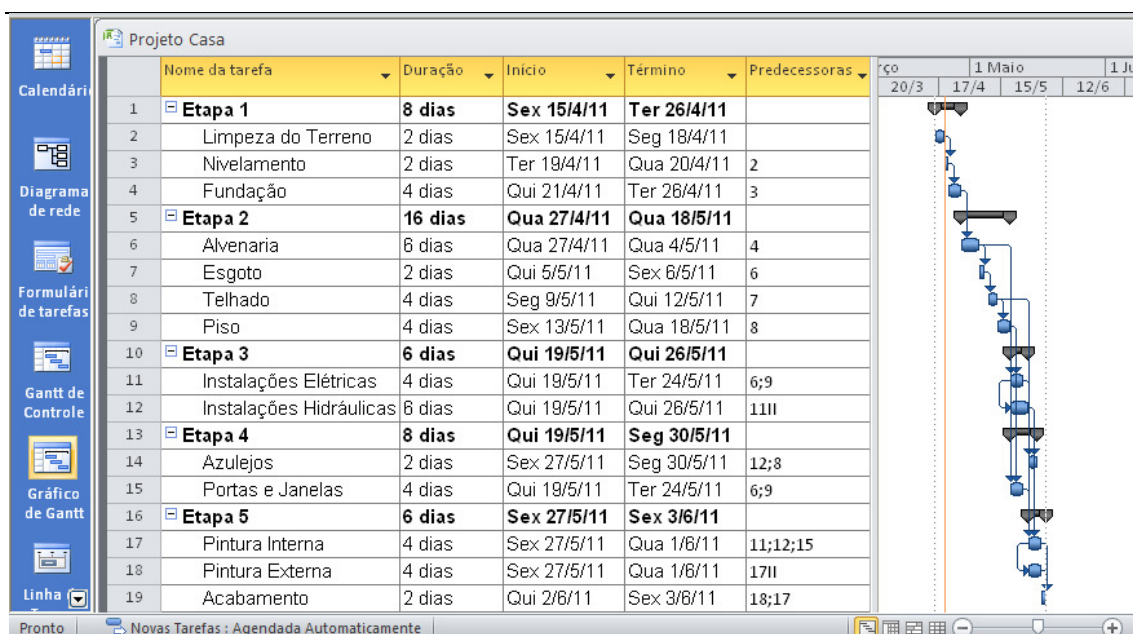 Projeto Casa
Nome da tarefa Duração Início Término Predecessoras rço 1 Maio 1 Ju
20/3 17/4 15/5 12/6
1 Etapa 1 8 dias Sex 15/4/11 Ter 26/4/11
2 Limpeza do Terreno 2 dias Sex 15/4/11 Seg 18/4/11
3 Nivelamento 2 dias Ter 19/4/11 Qua 20/4/11 2
4 Fundação 4 dias Qui 21/4/11 Ter 26/4/11 3
5 Etapa 2 16 dias Qua 27/4/11 Qua 18/5/11
6 Alvenaria 6 dias Qua 27/4/11 Qua 4/5/11 4
7 Esgoto 2 dias Qui 5/5/11 Sex 6/5/11 6
8 Telhado 4 dias Seg 9/5/11 Qui 12/5/11 7
9 Piso 4 dias Sex 13/5/11 Qua 18/5/11 8
10 Etapa 3 6 dias Qui 19/5/11 Qui 26/5/11
11 Instalações Elétricas 4 dias Qui 19/5/11 Ter 24/5/11 6;9
12 Instalações Hidráulicas 6 dias Qui 19/5/11 Qui 26/5/11 11II
13 Etapa 4 8 dias Qui 19/5/11 Seg 30/5/11
14 Azulejos 2 dias Sex 27/5/11 Seg 30/5/11 12;8
15 Portas e Janelas 4 dias Qui 19/5/11 Ter 24/5/11 6;9
16 Etapa 5 6 dias Sex 27/5/11 Sex 3/6/11
17 Pintura Interna 4 dias Sex 27/5/11 Qua 1/6/11 11;12;15
18 Pintura Externa 4 dias Sex 27/5/11 Qua 1/6/11 17II
19 Acabamento 2 dias Qui 2/6/11 Sex 3/6/11 18;17
Calendári
Diagrama
de rede
Formulári
de tarefas
Gantt de
Controle
Gráfico
de Gantt
Linha
Pronto Novas Tarefas : Agendada Automaticamente